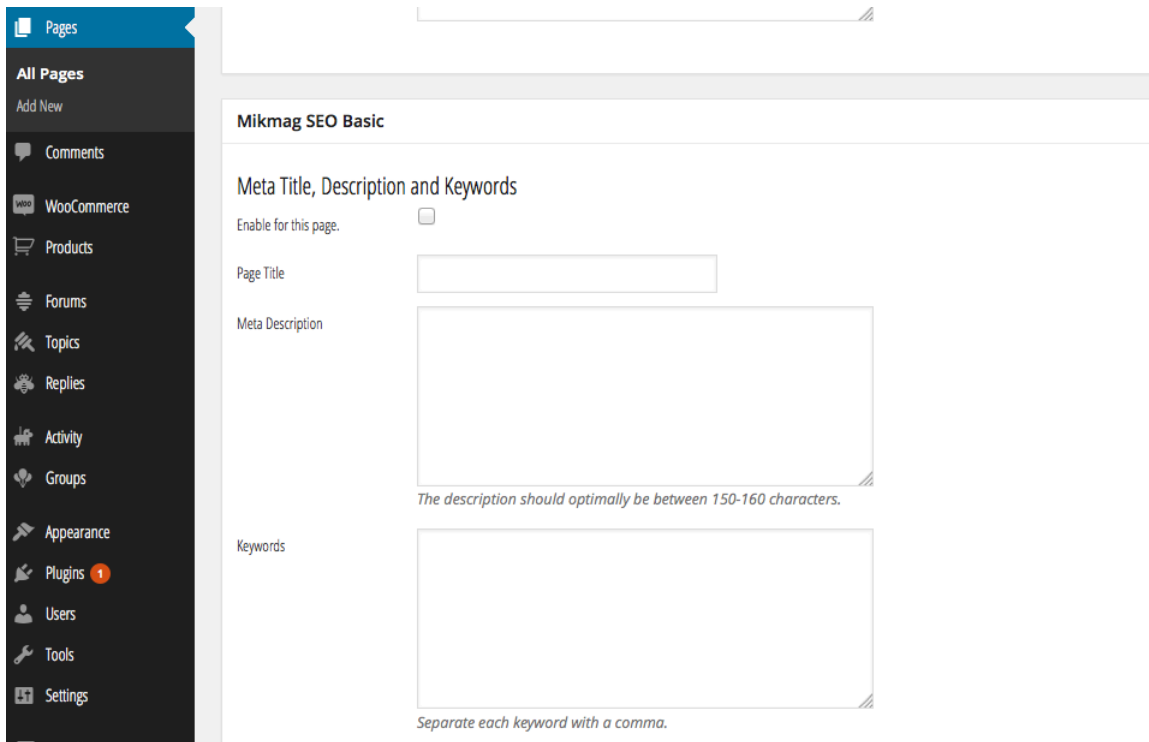 Pages
All Pages
Add New
Comments
WOO WooCommerce
Products
Forums
Topics
Replies
Activity
Groups
Appearance
Plugins 1
Users
Tools
Settings
Mikmag SEO Basic
Meta Title, Description and Keywords
Enable for this page.
Page Title
Meta Description
The description should optimally be between 150-160 characters.
Keywords
Separate each keyword with a comma.